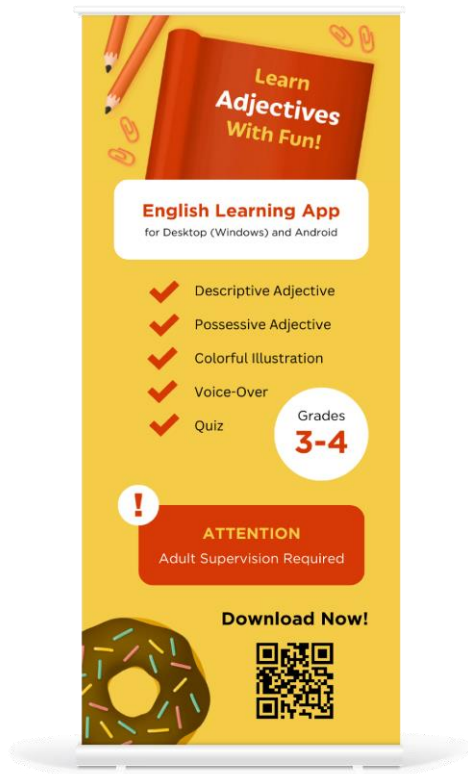 Learn
Adjectives
With Fun!
English Learning App
for Desktop (Windows) and Android
Descriptive Adjective
Possessive Adjective
Colorful Illustration
Voice-Over
Quiz
Grades
3-4
!
ATTENTION
Adult Supervision Required
Download Now!